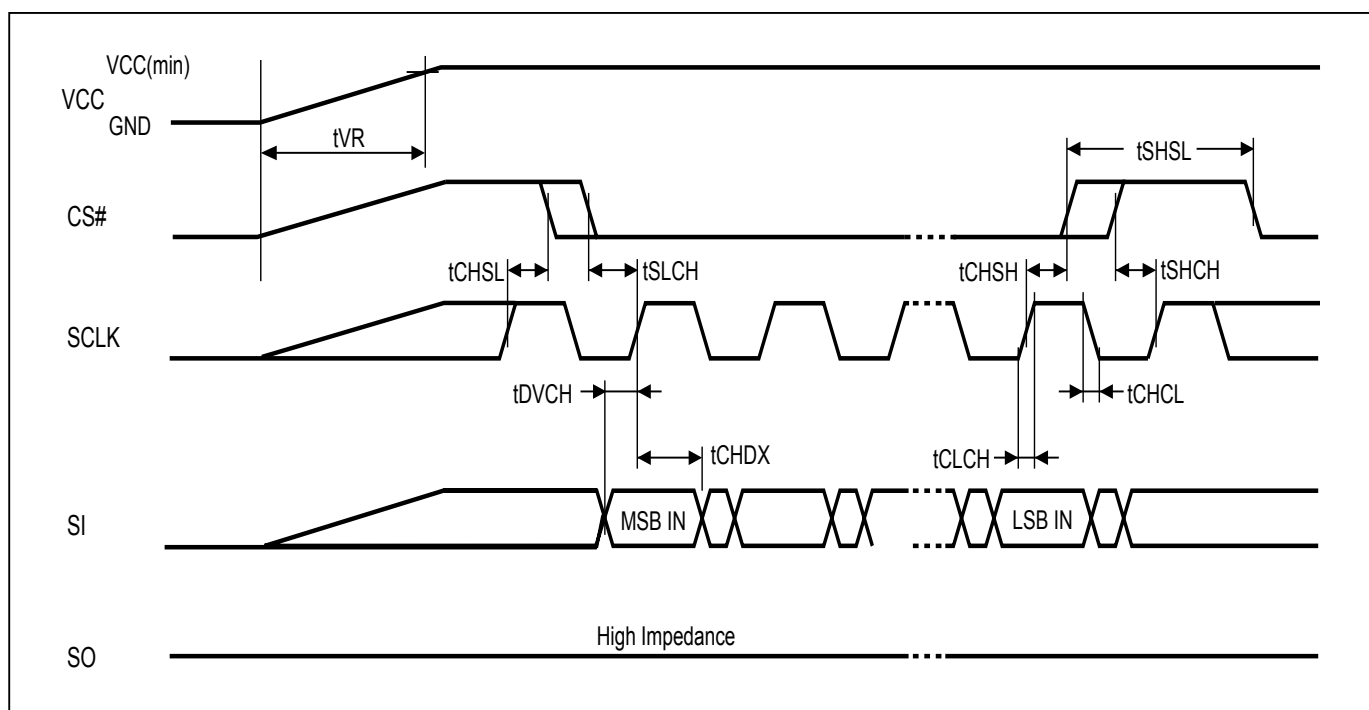 VCC(min)
VCC
GND
tVR
tSHSL
CS#
tCHSL
tSLCH
tCHSH
tSHCH
SCLK
tDVCH
tCHCL
tCHDX
tCLCH
SI
MSB IN
LSB IN
High Impedance
SO